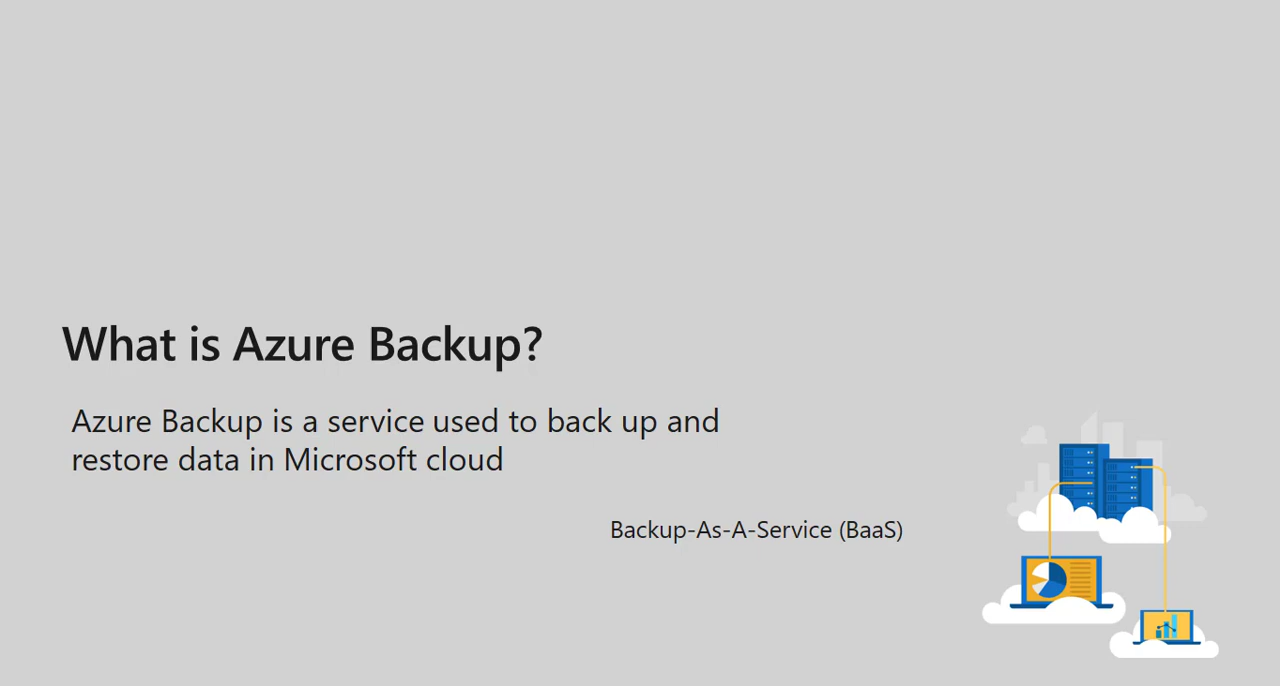 What is Azure Backup?
Azure Backup is a service used to back up and
restore data in Microsoft cloud
Backup-As-A-Service (BaaS)